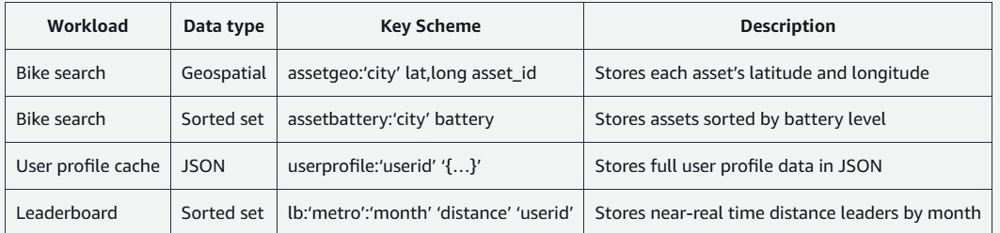 Workload Data type Key Scheme Description
Bike search Geospatial assetgeo:‘city’ lat,long asset_id Stores each asset’s latitude and longitude
Bike search Sorted set assetbattery:‘city’ battery Stores assets sorted by battery level
User profile cache JSON userprofile:‘userid’ ‘{…}’ Stores full user profile data in JSON
Leaderboard Sorted set lb:‘metro’:‘month’ ‘distance’ ‘userid’ Stores near-real time distance leaders by month